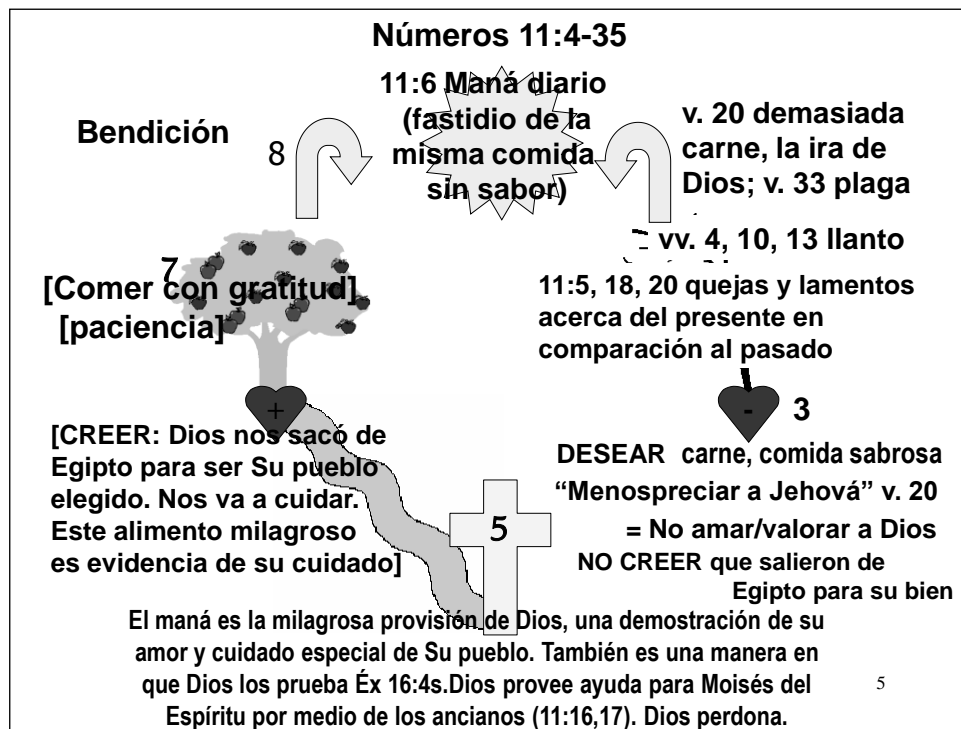 Números 11:4-35
11:6 Maná diario
(fastidio de la
misma comida
sin sabor)
Bendición
8
v. 20 demasiada
carne, la ira de
Dios; v. 33 plaga
vv. 4, 10, 13 llanto
7
[Comer con gratitud]
[paciencia]
11:5, 18, 20 quejas y lamentos
acerca del presente en
comparación al pasado
+
- 3
[CREER: Dios nos sacó de
Egipto para ser Su pueblo
elegido. Nos va a cuidar.
Este alimento milagroso
es evidencia de su cuidado]
5
DESEAR carne, comida sabrosa
“Menospreciar a Jehová” v. 20
= No amar/valorar a Dios
NO CREER que salieron de
Egipto para su bien
El maná es la milagrosa provisión de Dios, una demostración de su
amor y cuidado especial de Su pueblo. También es una manera en
que Dios los prueba Éx 16:4s.Dios provee ayuda para Moisés del
Espíritu por medio de los ancianos (11:16,17). Dios perdona.
5